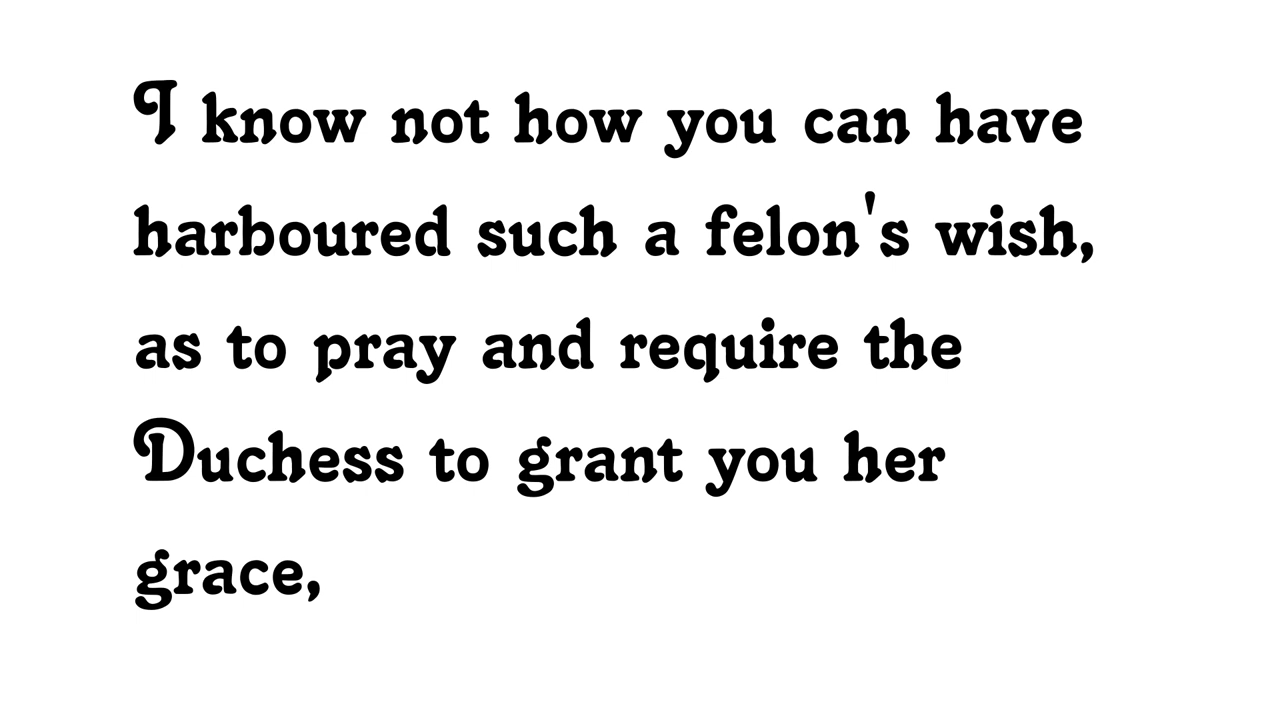 I know not how you can have
harboured such a felon's wish,
as to pray and require the
Duchess to grant you her
grace,